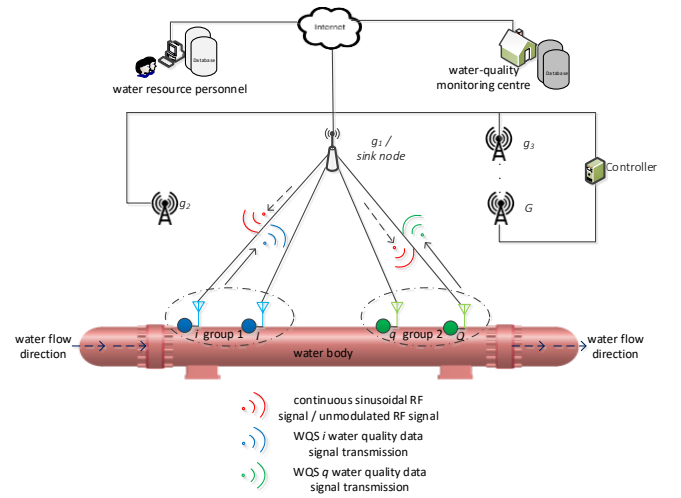 Internet
Database
water resource personnel
water-quality
monitoring centre
Database
g1 /
sink node
g3
Controller
g2
G
i group 1 I
q group 2 Q
water flow
direction
water body
water flow
direction
continuous sinusoidal RF
signal / unmodulated RF signal
WQS i water quality data
signal transmission
WQS q water quality data
signal transmission